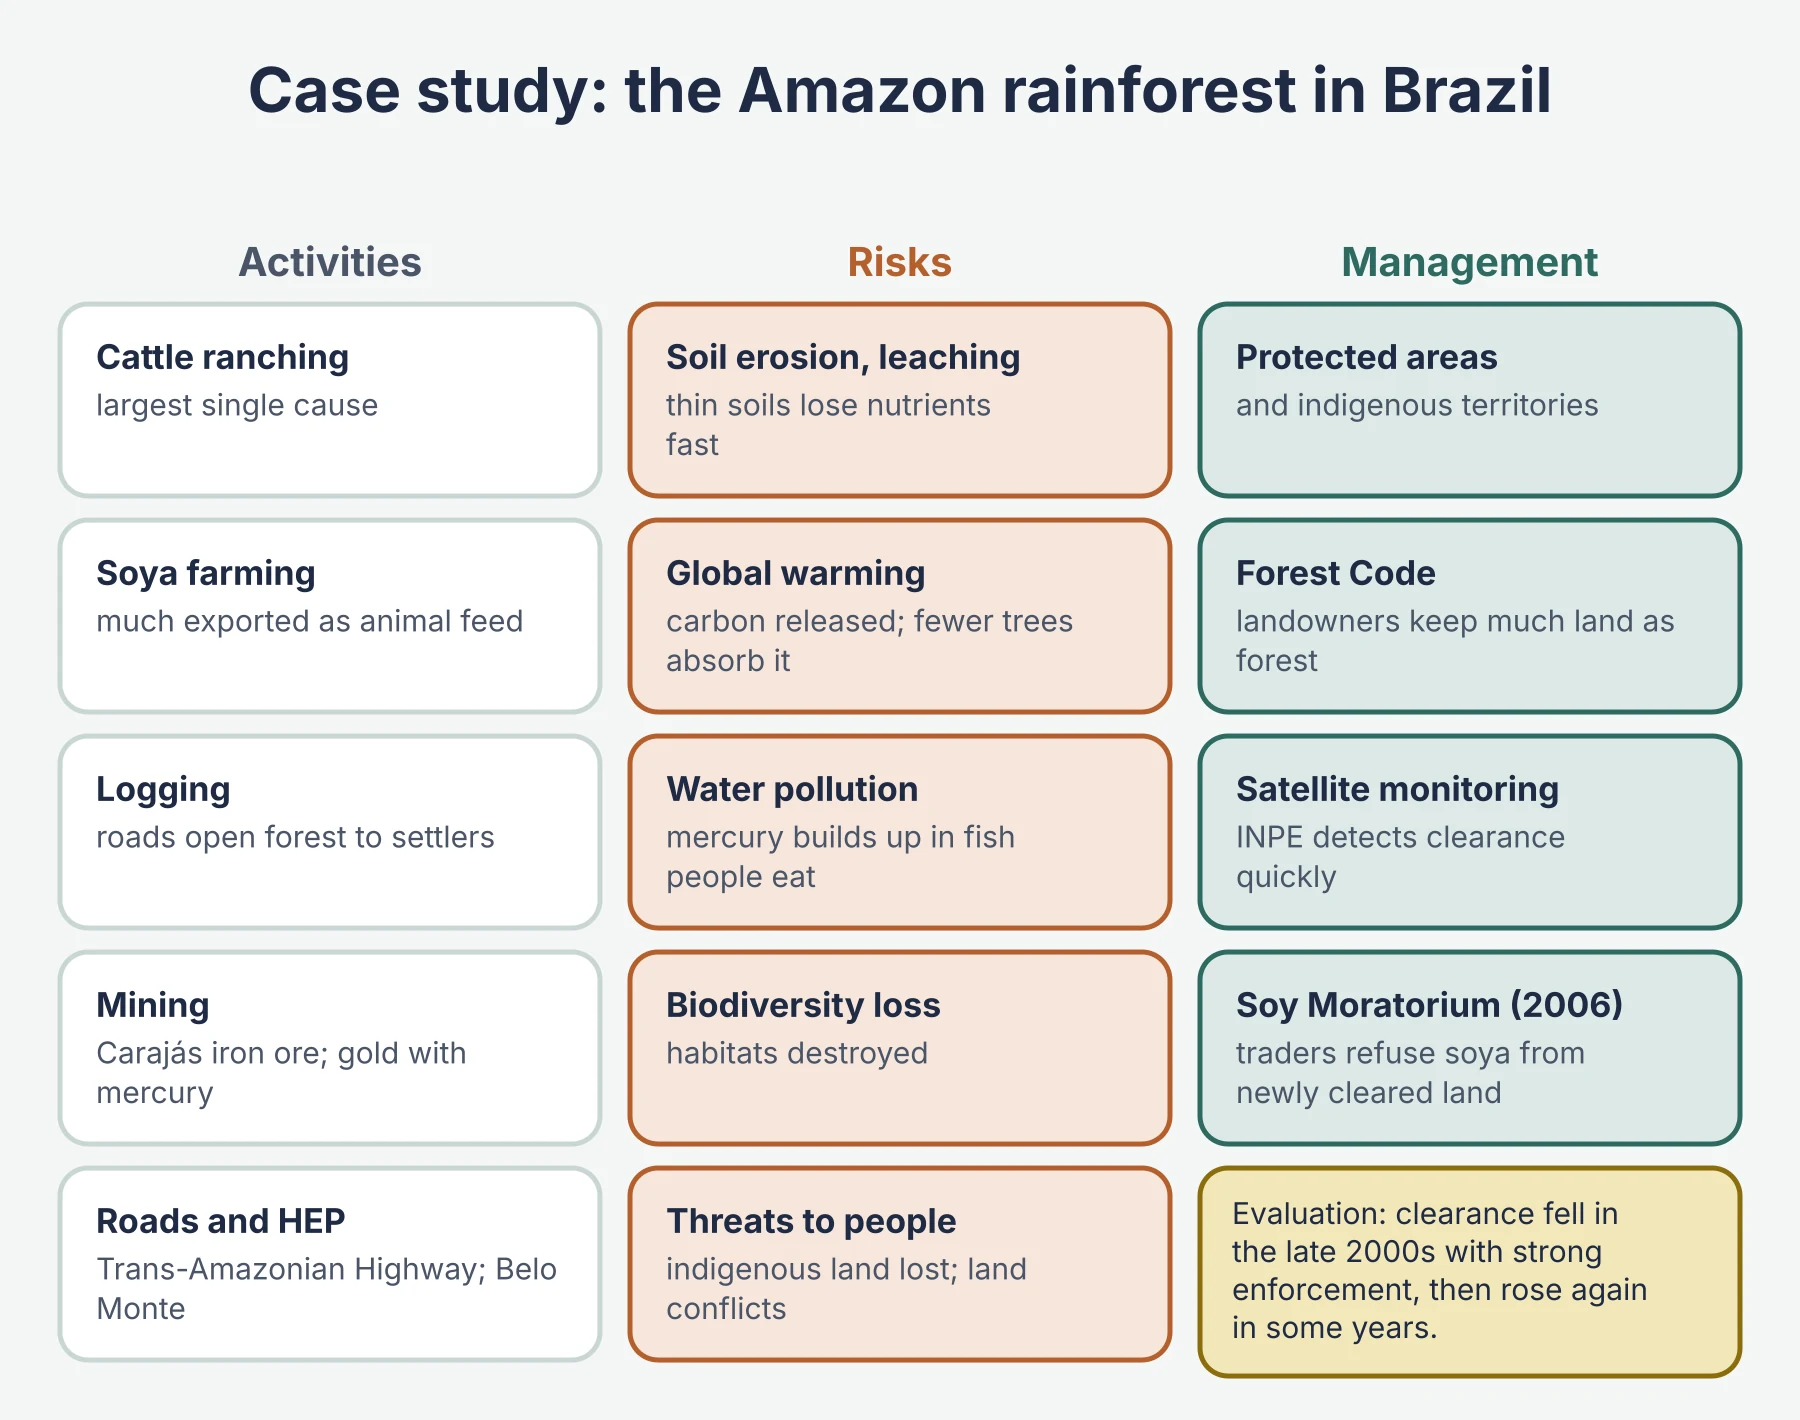 Case study: the Amazon rainforest in Brazil
Activities
Cattle ranching
largest single cause
Soya farming
much exported as animal feed
Logging
roads open forest to settlers
Mining
Carajás iron ore; gold with
mercury
Roads and HEP
Trans-Amazonian Highway; Belo
Monte
Risks
Soil erosion, leaching
thin soils lose nutrients
fast
Global warming
carbon released; fewer trees
absorb it
Water pollution
mercury builds up in fish
people eat
Biodiversity loss
habitats destroyed
Threats to people
indigenous land lost; land
conflicts
Management
Protected areas
and indigenous territories
Forest Code
landowners keep much land as
forest
Satellite monitoring
INPE detects clearance
quickly
Soy Moratorium (2006)
traders refuse soya from
newly cleared land
Evaluation: clearance fell in
the late 2000s with strong
enforcement, then rose again
in some years.